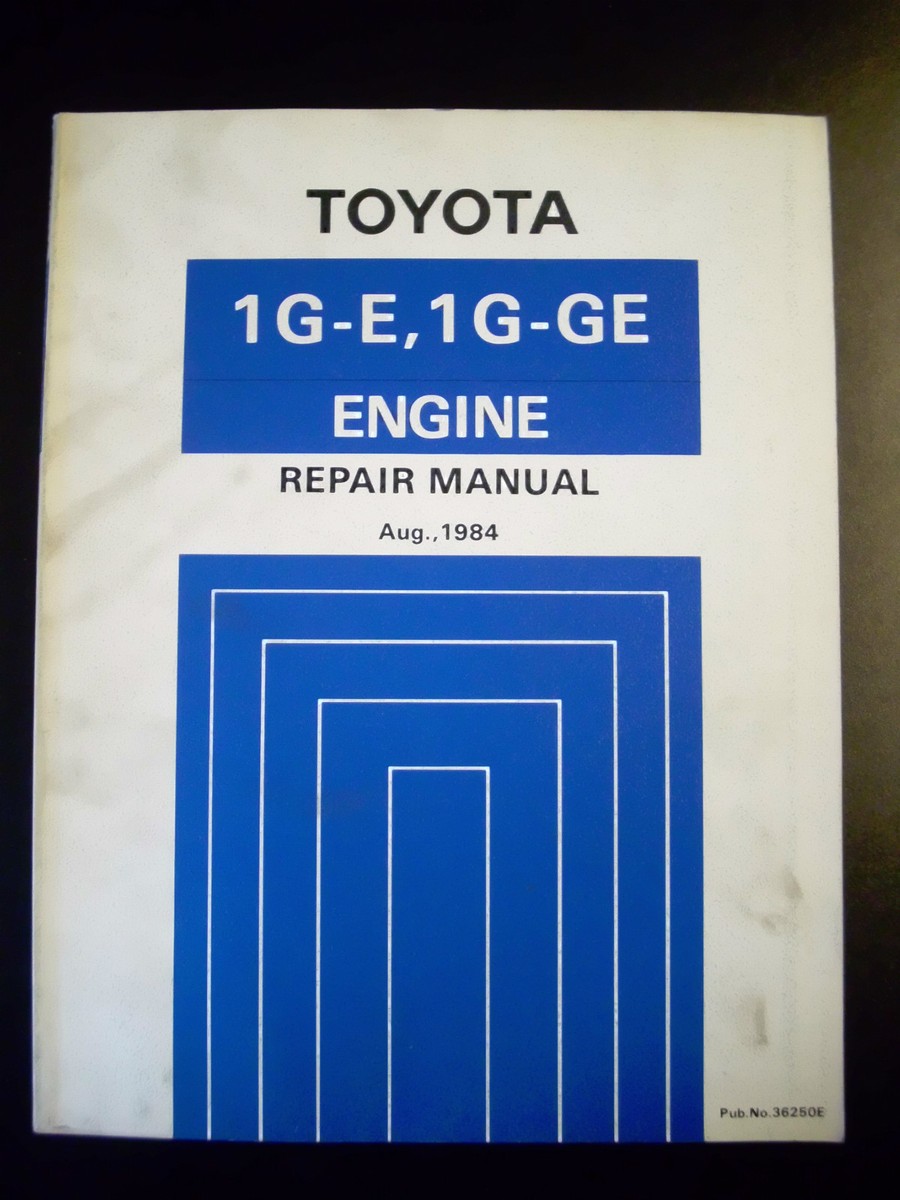 TOYOTA
1G-E,1G-GE
ENGINE
REPAIR MANUAL
Aug.,1984
Pub.No.36250E